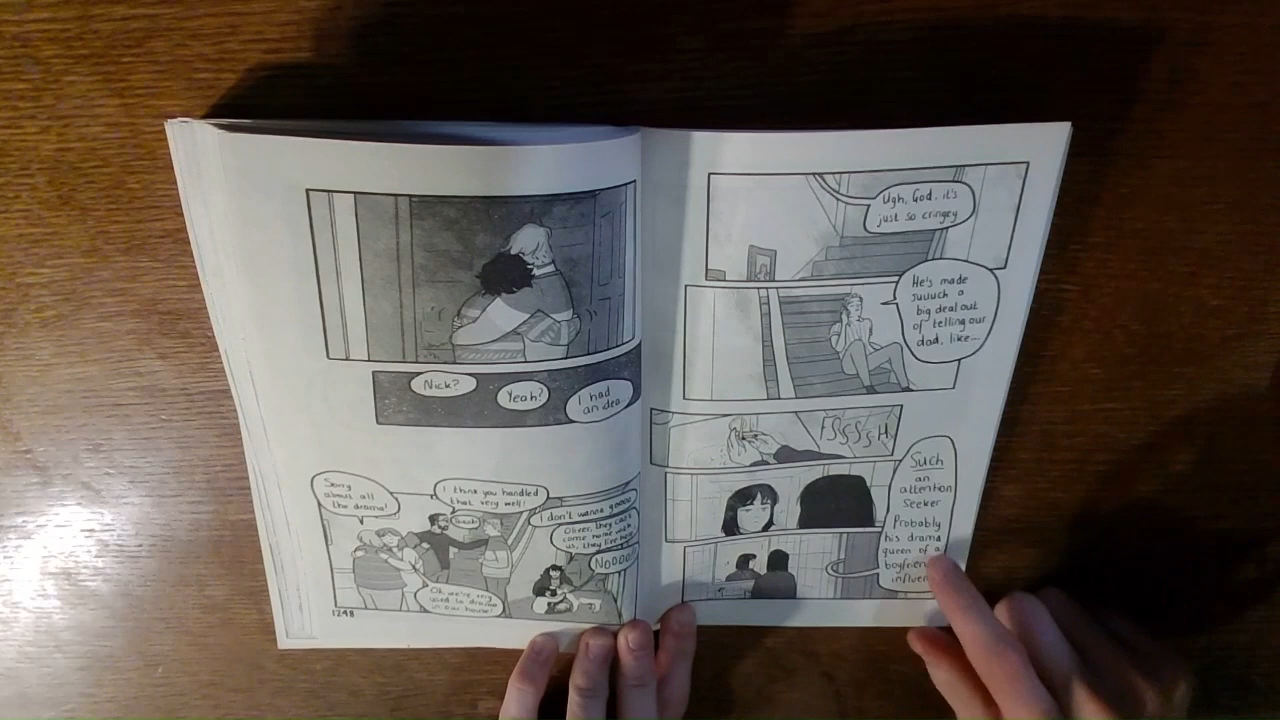 Nick?
Yeah?
I had
an idea
Sorry
about all
the drama!
I think you handled
that very well!
I don't wanna goooo
Oliver, they can't
come home with
us, they live here
NOOOO
Oh we're very
used to drama
in our house!
1248
Ugh, God, it's
just so cringey
He's made
suuuch a
big deal out
of telling our
dad, like—
FSSSSH
Such
an
attention
seeker
Probably
his drama
queen of a